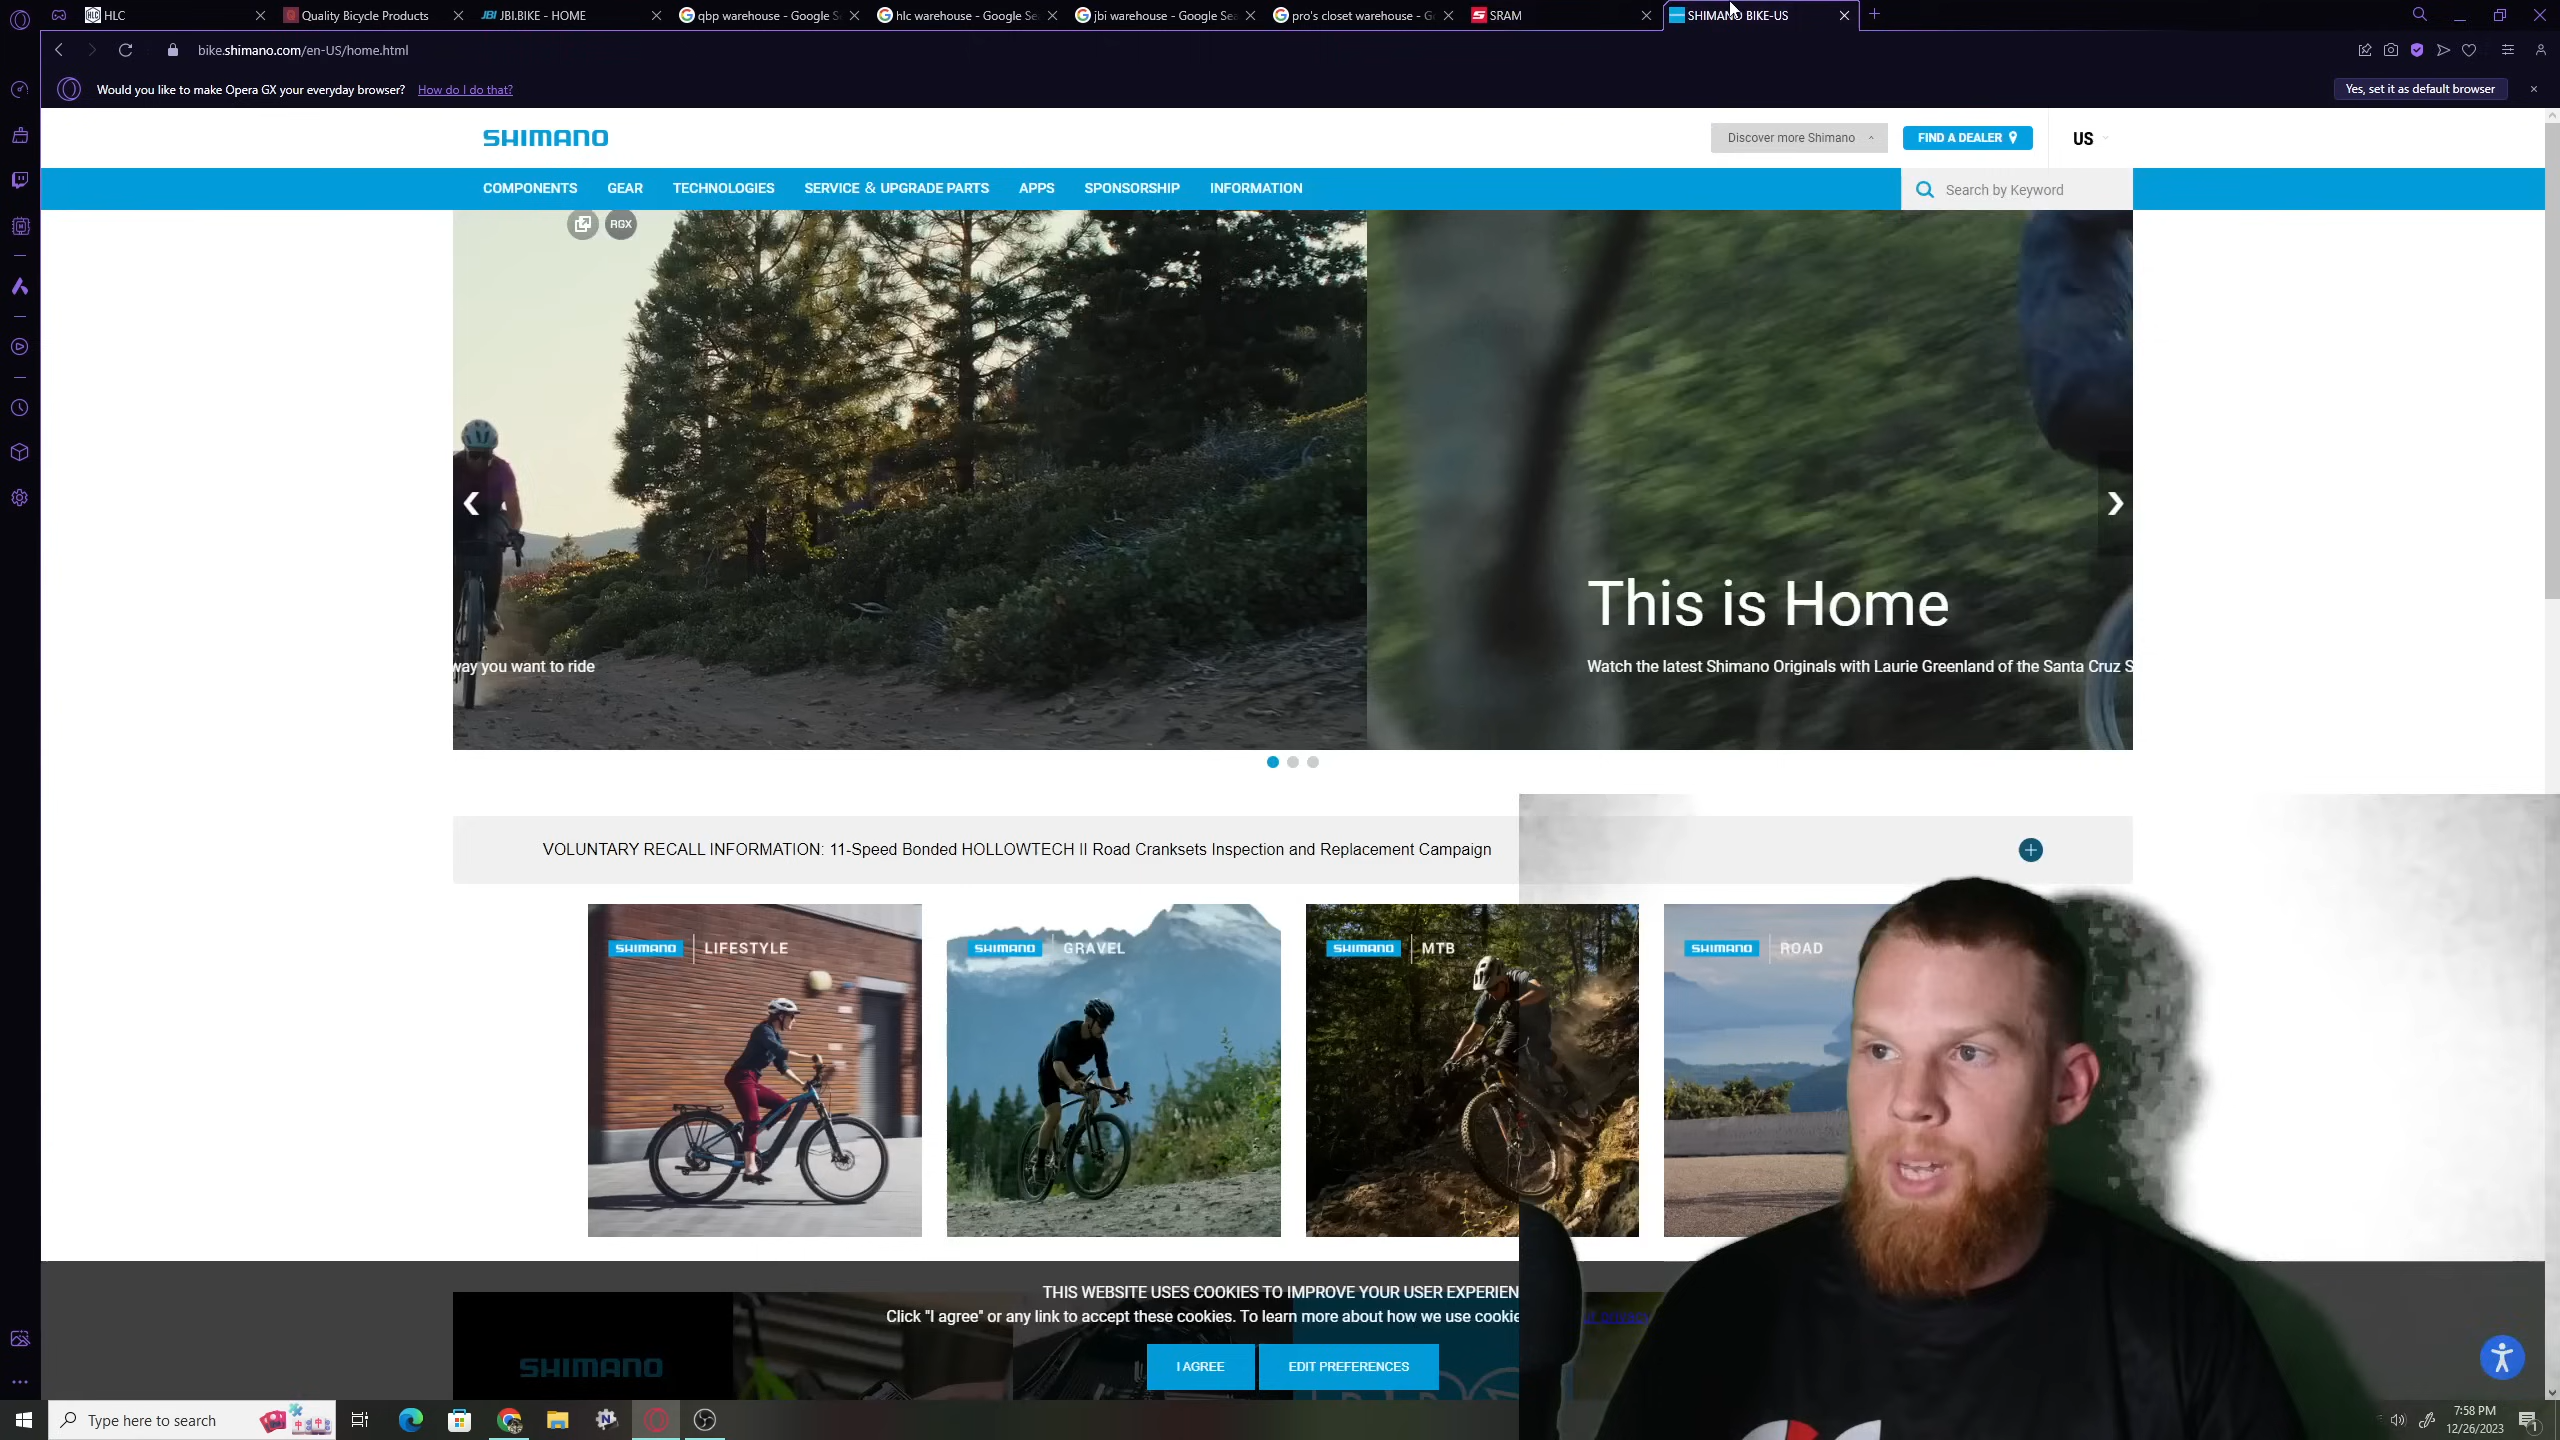 HLC
Quality Bicycle Products
JBI JBI.BIKE - HOME
qbp warehouse - Google S
hlc warehouse - Google Se
jbi warehouse - Google Sea
pro's closet warehouse - G
SRAM
SHIMANO BIKE-US
bike.shimano.com/en-US/home.html
Would you like to make Opera GX your everyday browser? How do I do that?
Yes, set it as default browser
SHIMANO
Discover more Shimano
FIND A DEALER
US
COMPONENTS
GEAR
TECHNOLOGIES
SERVICE & UPGRADE PARTS
APPS
SPONSORSHIP
INFORMATION
Search by Keyword
RGX
This is Home
way you want to ride
Watch the latest Shimano Originals with Laurie Greenland of the Santa Cruz S
VOLUNTARY RECALL INFORMATION: 11-Speed Bonded HOLLOWTECH II Road Cranksets Inspection and Replacement Campaign
SHIMANO LIFESTYLE
SHIMANO GRAVEL
SHIMANO MTB
SHIMANO ROAD
THIS WEBSITE USES COOKIES TO IMPROVE YOUR USER EXPERIEN
Click "I agree" or any link to accept these cookies. To learn more about how we use cookie
privacy
SHIMANO
I AGREE
EDIT PREFERENCES
Type here to search
7:58 PM
12/26/2023
1